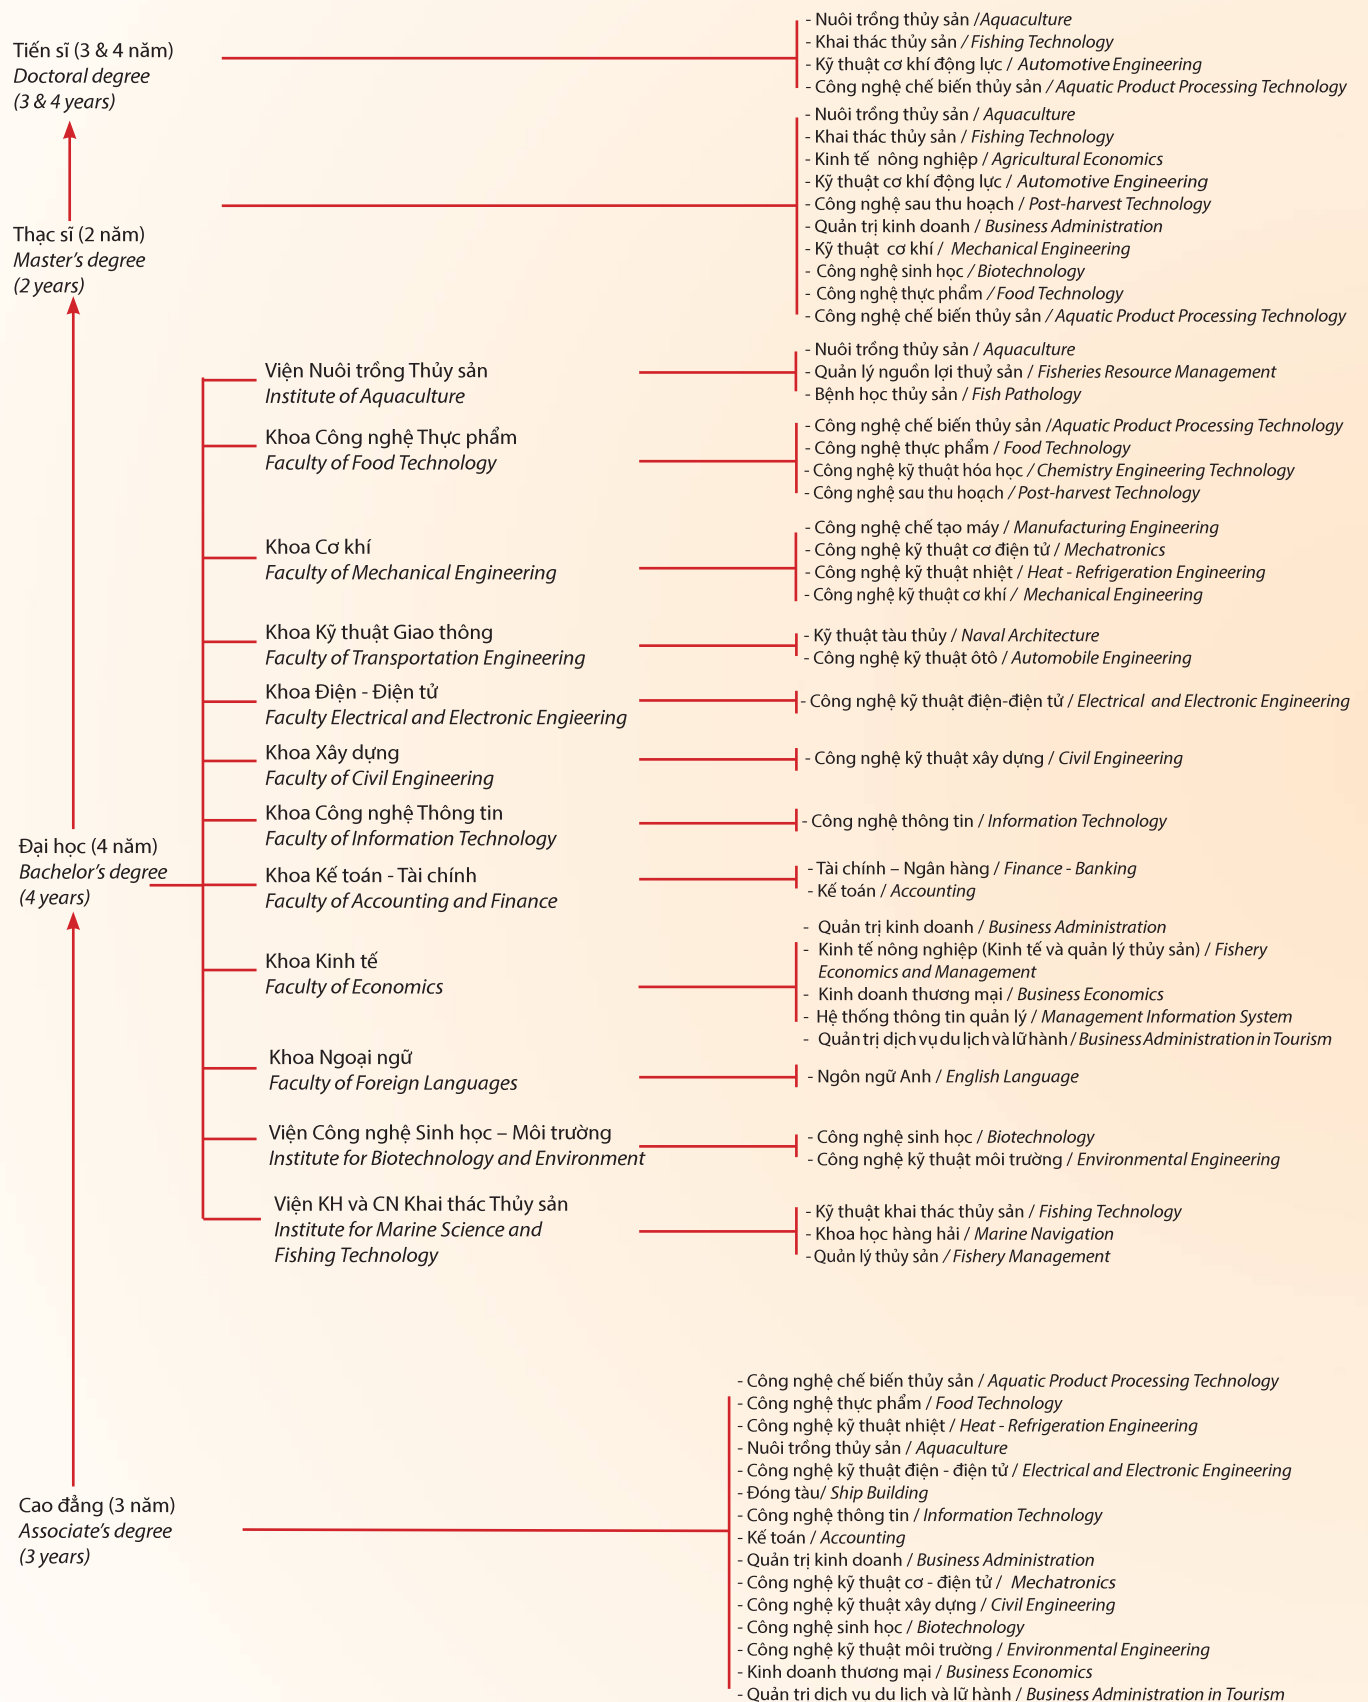 Tiến sĩ (3 & 4 năm)
Doctoral degree
(3 & 4 years)
- Nuôi trồng thủy sản /Aquaculture
- Khai thác thủy sản / Fishing Technology
- Kỹ thuật cơ khí động lực / Automotive Engineering
- Công nghệ chế biến thủy sản / Aquatic Product Processing Technology
Thạc sĩ (2 năm)
Master's degree
(2 years)
- Nuôi trồng thủy sản / Aquaculture
- Khai thác thủy sản / Fishing Technology
- Kinh tế nông nghiệp / Agricultural Economics
- Kỹ thuật cơ khí động lực / Automotive Engineering
- Công nghệ sau thu hoạch / Post-harvest Technology
- Quản trị kinh doanh / Business Administration
- Kỹ thuật cơ khí / Mechanical Engineering
- Công nghệ sinh học / Biotechnology
- Công nghệ thực phẩm / Food Technology
- Công nghệ chế biến thủy sản / Aquatic Product Processing Technology
Đại học (4 năm)
Bachelor's degree
(4 years)
Viện Nuôi trồng Thủy sản
Institute of Aquaculture
- Nuôi trồng thủy sản / Aquaculture
- Quản lý nguồn lợi thuỷ sản / Fisheries Resource Management
- Bệnh học thủy sản / Fish Pathology
Khoa Công nghệ Thực phẩm
Faculty of Food Technology
- Công nghệ chế biến thủy sản /Aquatic Product Processing Technology
- Công nghệ thực phẩm / Food Technology
- Công nghệ kỹ thuật hóa học / Chemistry Engineering Technology
- Công nghệ sau thu hoạch / Post-harvest Technology
Khoa Cơ khí
Faculty of Mechanical Engineering
- Công nghệ chế tạo máy / Manufacturing Engineering
- Công nghệ kỹ thuật cơ điện tử / Mechatronics
- Công nghệ kỹ thuật nhiệt / Heat - Refrigeration Engineering
- Công nghệ kỹ thuật cơ khí / Mechanical Engineering
Khoa Kỹ thuật Giao thông
Faculty of Transportation Engineering
- Kỹ thuật tàu thủy / Naval Architecture
- Công nghệ kỹ thuật ôtô / Automobile Engineering
Khoa Điện - Điện tử
Faculty Electrical and Electronic Engieering
- Công nghệ kỹ thuật điện-điện tử / Electrical and Electronic Engineering
Khoa Xây dựng
Faculty of Civil Engineering
- Công nghệ kỹ thuật xây dựng / Civil Engineering
Khoa Công nghệ Thông tin
Faculty of Information Technology
- Công nghệ thông tin / Information Technology
Khoa Kế toán - Tài chính
Faculty of Accounting and Finance
- Tài chính – Ngân hàng / Finance - Banking
- Kế toán / Accounting
Khoa Kinh tế
Faculty of Economics
- Quản trị kinh doanh / Business Administration
- Kinh tế nông nghiệp (Kinh tế và quản lý thủy sản) / Fishery
Economics and Management
- Kinh doanh thương mại / Business Economics
- Hệ thống thông tin quản lý / Management Information System
- Quản trị dịch vụ du lịch và lữ hành / Business Administration in Tourism
Khoa Ngoại ngữ
Faculty of Foreign Languages
- Ngôn ngữ Anh / English Language
Viện Công nghệ Sinh học – Môi trường
Institute for Biotechnology and Environment
- Công nghệ sinh học / Biotechnology
- Công nghệ kỹ thuật môi trường / Environmental Engineering
Viện KH và CN Khai thác Thủy sản
Institute for Marine Science and
Fishing Technology
- Kỹ thuật khai thác thủy sản / Fishing Technology
- Khoa học hàng hải / Marine Navigation
- Quản lý thủy sản / Fishery Management
Cao đẳng (3 năm)
Associate's degree
(3 years)
- Công nghệ chế biến thủy sản / Aquatic Product Processing Technology
- Công nghệ thực phẩm / Food Technology
- Công nghệ kỹ thuật nhiệt / Heat - Refrigeration Engineering
- Nuôi trồng thủy sản / Aquaculture
- Công nghệ kỹ thuật điện - điện tử / Electrical and Electronic Engineering
- Đóng tàu/ Ship Building
- Công nghệ thông tin / Information Technology
- Kế toán / Accounting
- Quản trị kinh doanh / Business Administration
- Công nghệ kỹ thuật cơ - điện tử / Mechatronics
- Công nghệ kỹ thuật xây dựng / Civil Engineering
- Công nghệ sinh học / Biotechnology
- Công nghệ kỹ thuật môi trường / Environmental Engineering
- Kinh doanh thương mại / Business Economics
- Quản trị dịch vụ du lịch và lữ hành / Business Administration in Tourism